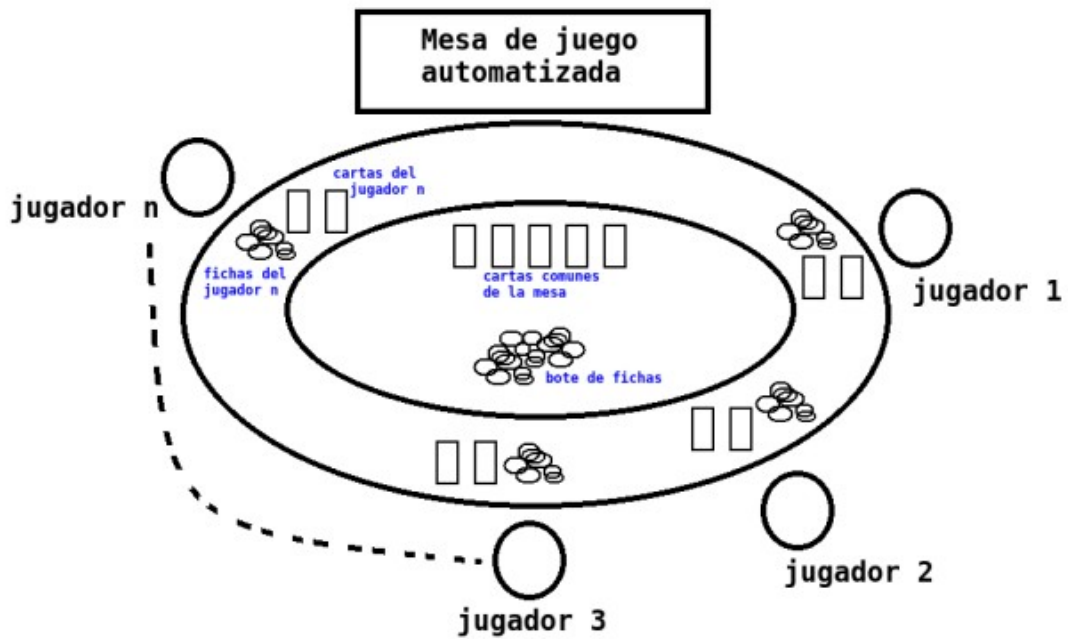 Mesa de juego
automatizada
cartas del
jugador n
jugador n
fichas del
jugador n
cartas comunes
de la mesa
bote de fichas
jugador 1
jugador 2
jugador 3